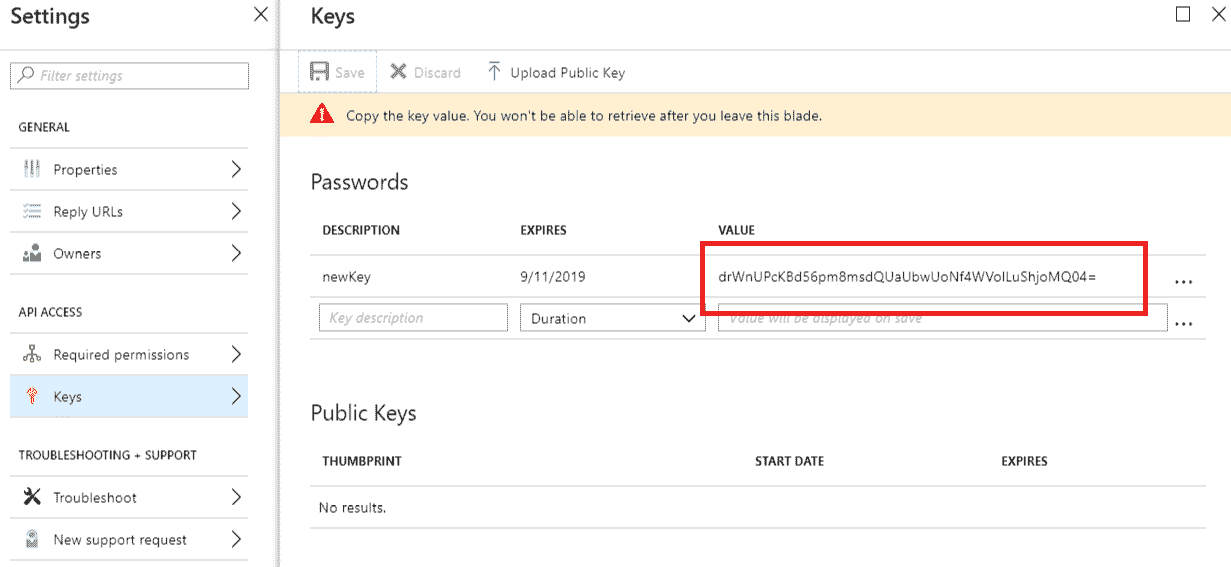 Settings
Filter settings
GENERAL
Properties
Reply URLs
Owners
API ACCESS
Required permissions
Keys
TROUBLESHOOTING + SUPPORT
Troubleshoot
New support request
Keys
Save Discard Upload Public Key
Copy the key value. You won't be able to retrieve after you leave this blade.
Passwords
DESCRIPTION EXPIRES VALUE
newKey 9/11/2019 drWnUPcKBd56pm8msdQUaUbwUoNf4WVoILuShjoMQ04= ...
Key description Duration Value will be displayed on save ...
Public Keys
THUMBPRINT START DATE EXPIRES
No results.